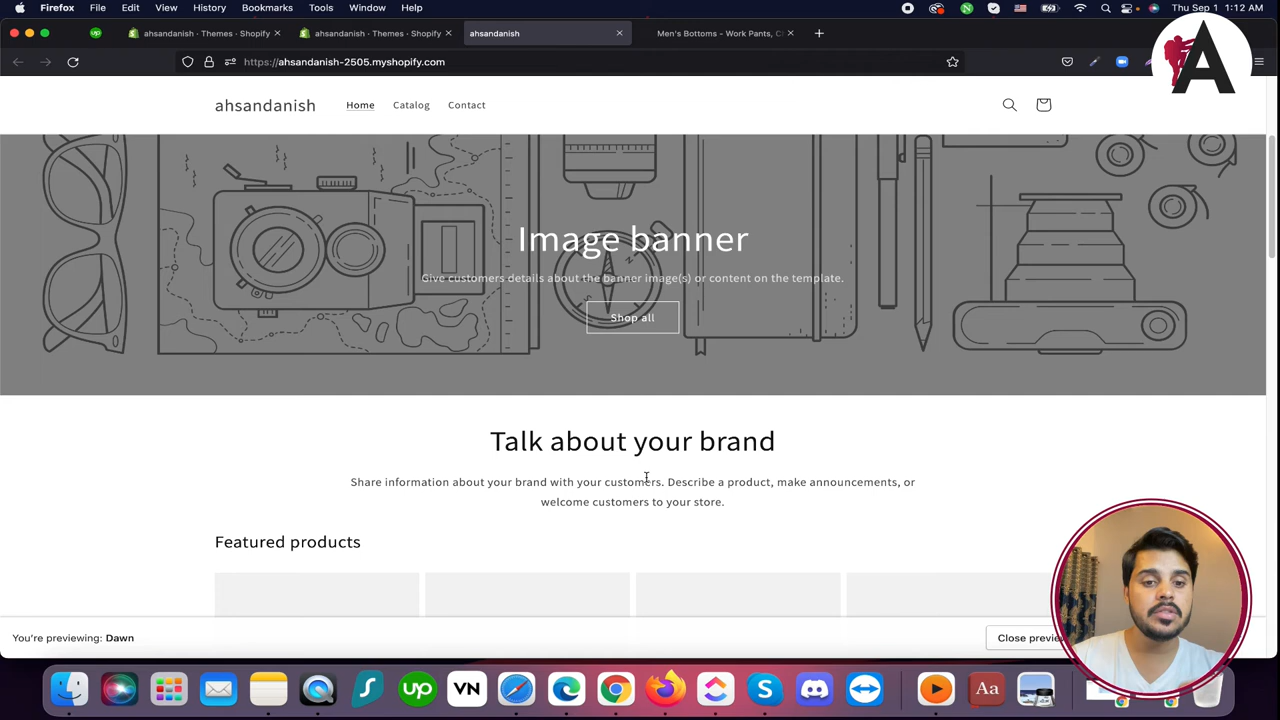 Firefox File Edit View History Bookmarks Tools Window Help Thu Sep 1 1:12 AM
ahsandanish · Themes · Shopify ahsandanish · Themes · Shopify ahsandanish Men's Bottoms - Work Pants, C
https://ahsandanish-2505.myshopify.com
A
ahsandanish Home Catalog Contact
Image banner
Give customers details about the banner image(s) or content on the template.
Shop all
Talk about your brand
Share information about your brand with your customers. Describe a product, make announcements, or
welcome customers to your store.
Featured products
You're previewing: Dawn Close preview
up VN Aa